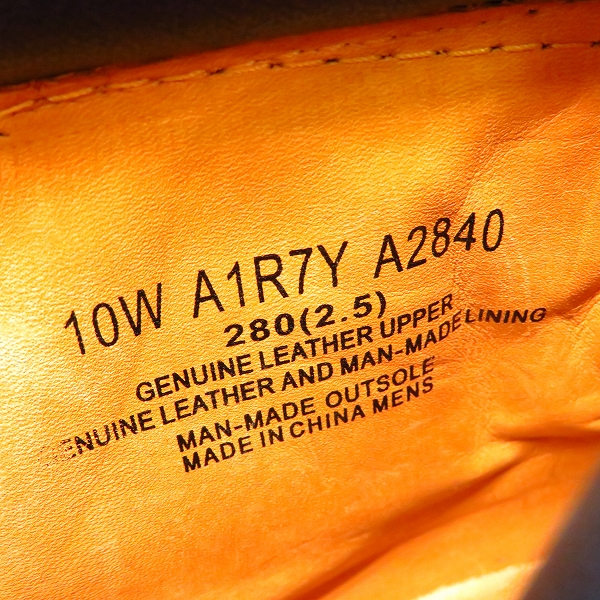 10W A1R7Y A2840
280(2.5)
GENUINE LEATHER UPPER
GENUINE LEATHER AND MAN-MADE LINING
MAN-MADE OUTSOLE
MADE IN CHINA MENS